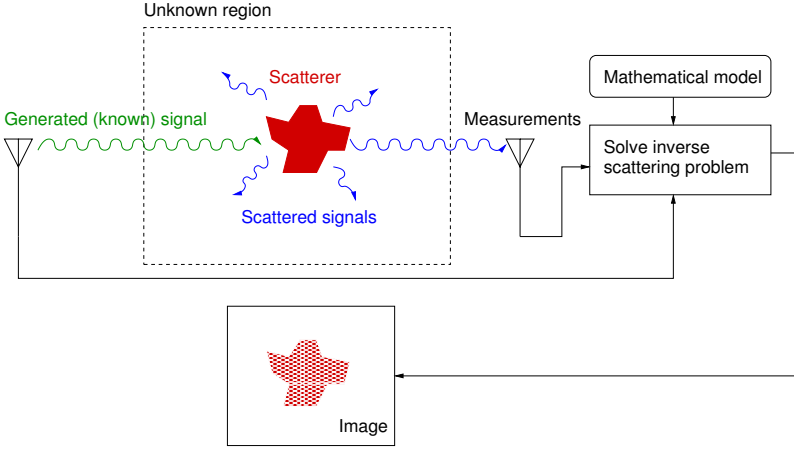 Unknown region
Scatterer
Mathematical model
Generated (known) signal
Measurements
Solve inverse
scattering problem
Scattered signals
Image